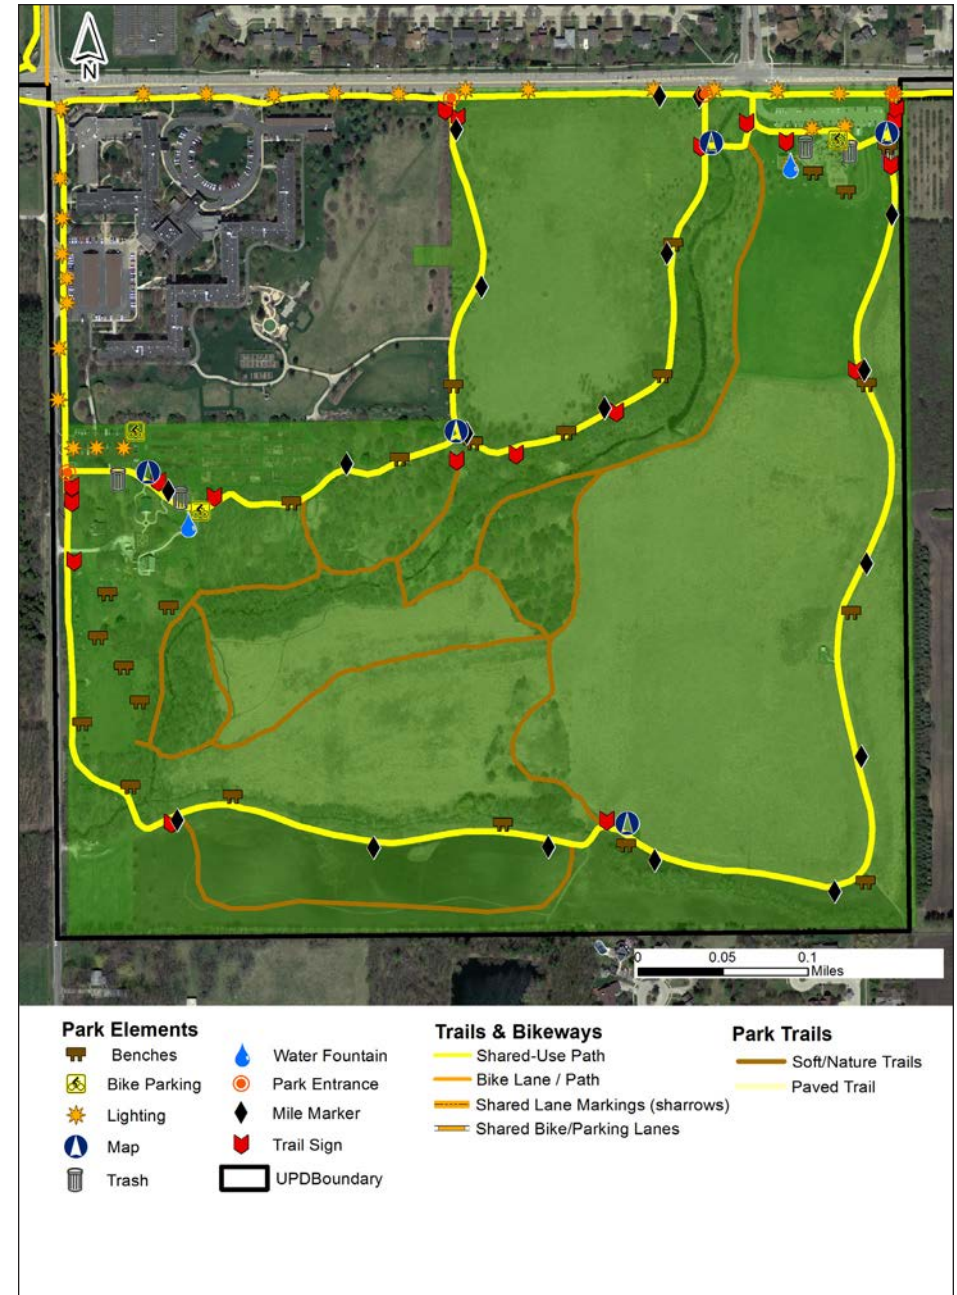 N
0 0.05 0.1
Miles
Park Elements
Benches
Bike Parking
Lighting
Map
Trash
Water Fountain
Park Entrance
Mile Marker
Trail Sign
UPDBoundary
Trails & Bikeways
Shared-Use Path
Bike Lane / Path
Shared Lane Markings (sharrows)
Shared Bike/Parking Lanes
Park Trails
Soft/Nature Trails
Paved Trail